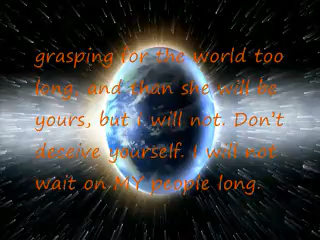 grasping for the world too
long, and than she will be
yours, but I will not. Don't
deceive yourself. I will not
wait on MY people long.